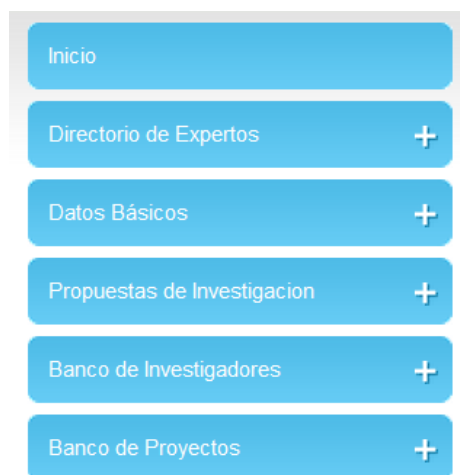 Inicio
Directorio de Expertos
Datos Básicos
Propuestas de Investigacion
Banco de Investigadores
Banco de Proyectos